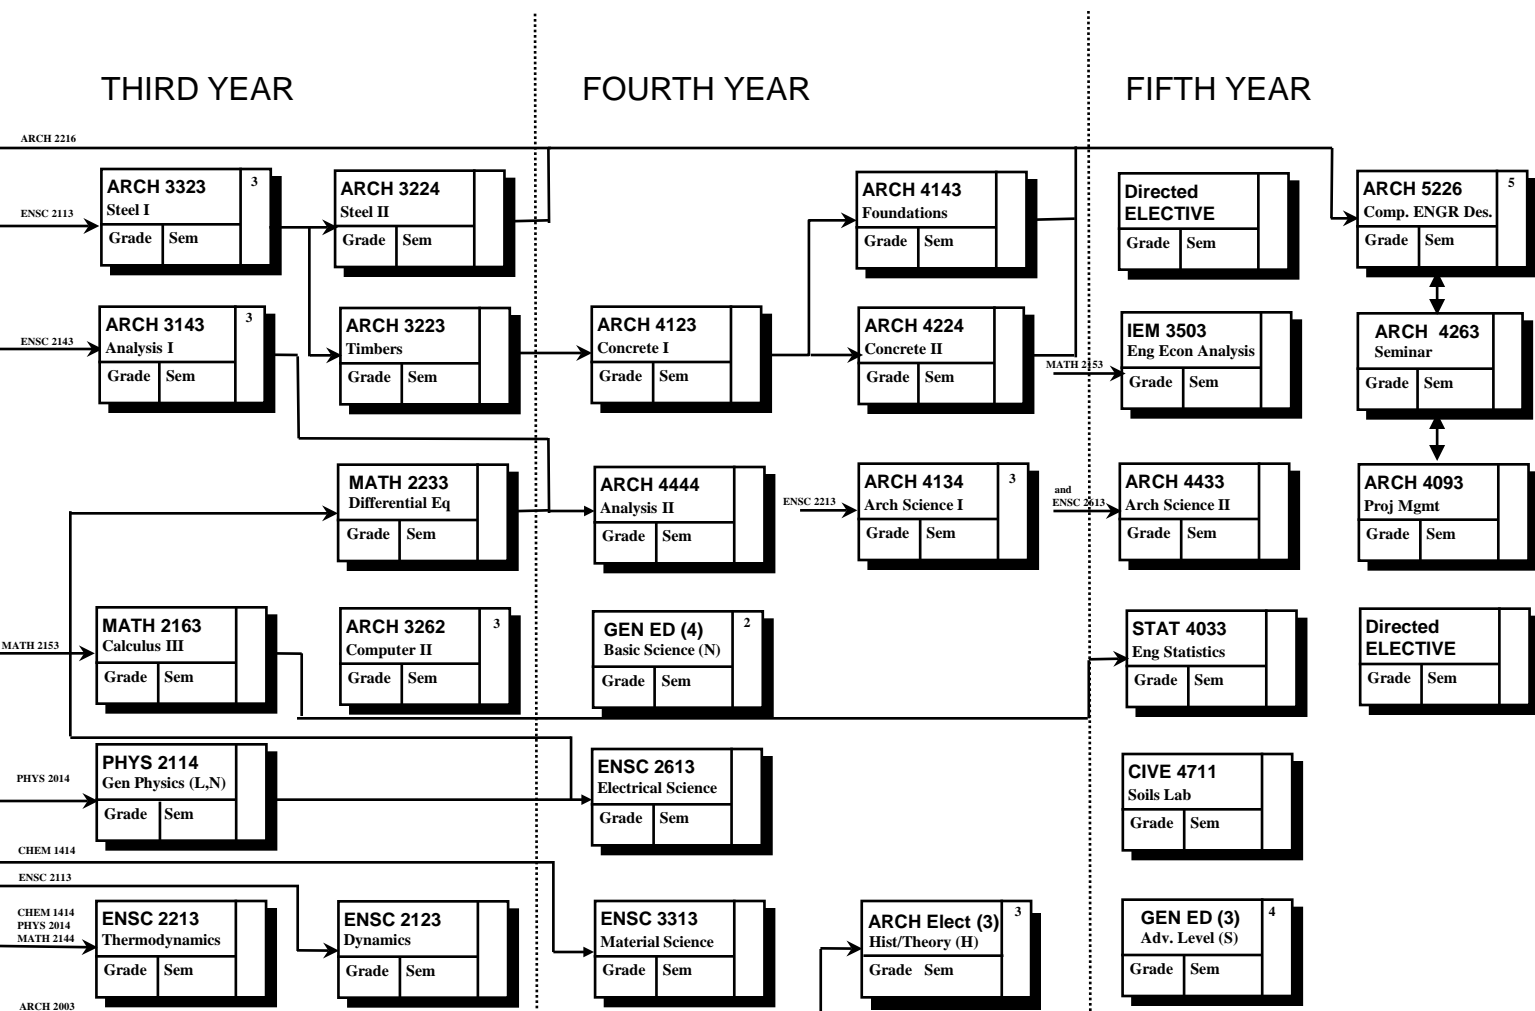 THIRD YEAR
FOURTH YEAR
FIFTH YEAR
ARCH 2216
ARCH 3323
3
Steel I
Grade Sem
ENSC 2113
ARCH 3224
Steel II
Grade Sem
ARCH 4143
Foundations
Grade Sem
Directed
ELECTIVE
Grade Sem
ARCH 5226
5
Comp. ENGR Des.
Grade Sem
ENSC 2143
ARCH 3143
3
Analysis I
Grade Sem
ARCH 3223
Timbers
Grade Sem
ARCH 4123
Concrete I
Grade Sem
ARCH 4224
Concrete II
Grade Sem
MATH 2153
IEM 3503
Eng Econ Analysis
Grade Sem
ARCH 4263
Seminar
Grade Sem
MATH 2233
Differential Eq
Grade Sem
ARCH 4444
Analysis II
Grade Sem
ENSC 2213
ARCH 4134
3
Arch Science I
Grade Sem
and
ENSC 2613
ARCH 4433
Arch Science II
Grade Sem
ARCH 4093
Proj Mgmt
Grade Sem
MATH 2153
MATH 2163
Calculus III
Grade Sem
ARCH 3262
3
Computer II
Grade Sem
GEN ED (4)
2
Basic Science (N)
Grade Sem
STAT 4033
Eng Statistics
Grade Sem
Directed
ELECTIVE
Grade Sem
PHYS 2014
PHYS 2114
Gen Physics (L,N)
Grade Sem
ENSC 2613
Electrical Science
Grade Sem
CIVE 4711
Soils Lab
Grade Sem
CHEM 1414
ENSC 2113
CHEM 1414
PHYS 2014
MATH 2144
ENSC 2213
Thermodynamics
Grade Sem
ENSC 2123
Dynamics
Grade Sem
ENSC 3313
Material Science
Grade Sem
ARCH Elect (3)
3
Hist/Theory (H)
Grade Sem
GEN ED (3)
4
Adv. Level (S)
Grade Sem
ARCH 2003